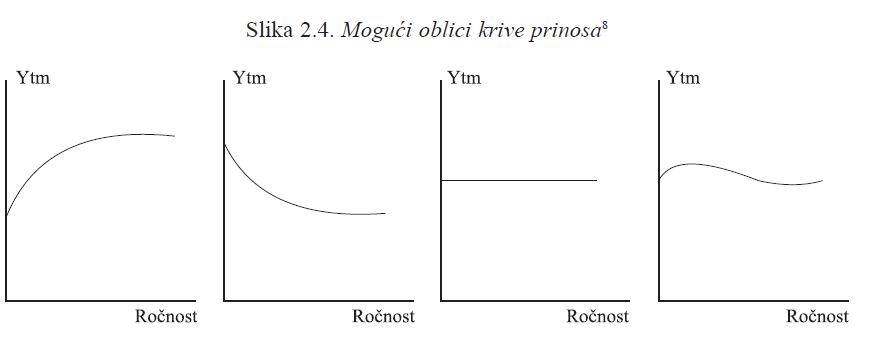 Slika 2.4. Mogući oblici krive prinosa⁸
Ytm
Ročnost
Ytm
Ročnost
Ytm
Ročnost
Ytm
Ročnost